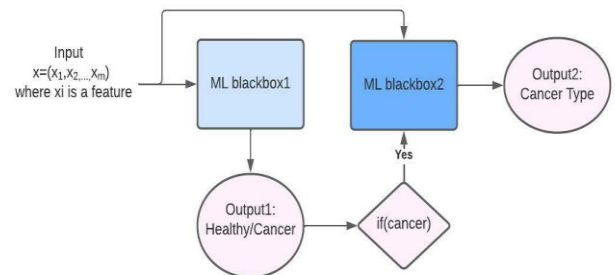 Input
x=(x₁,x₂,...,xₘ)
where xi is a feature
ML blackbox1
ML blackbox2
Output2:
Cancer Type
Yes
Output1:
Healthy/Cancer
if(cancer)